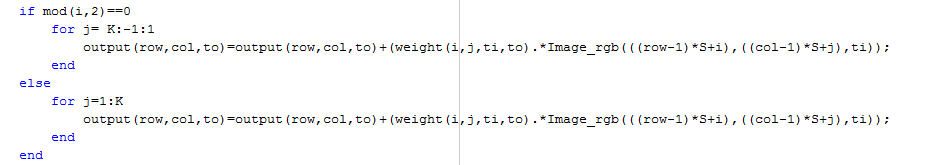 if mod(i,2)==0
for j= K:-1:1
output(row,col,to)=output(row,col,to)+(weight(i,j,ti,to).*Image_rgb(((row-1)*S+i),((col-1)*S+j),ti));
end
else
for j=1:K
output(row,col,to)=output(row,col,to)+(weight(i,j,ti,to).*Image_rgb(((row-1)*S+i),((col-1)*S+j),ti));
end
end